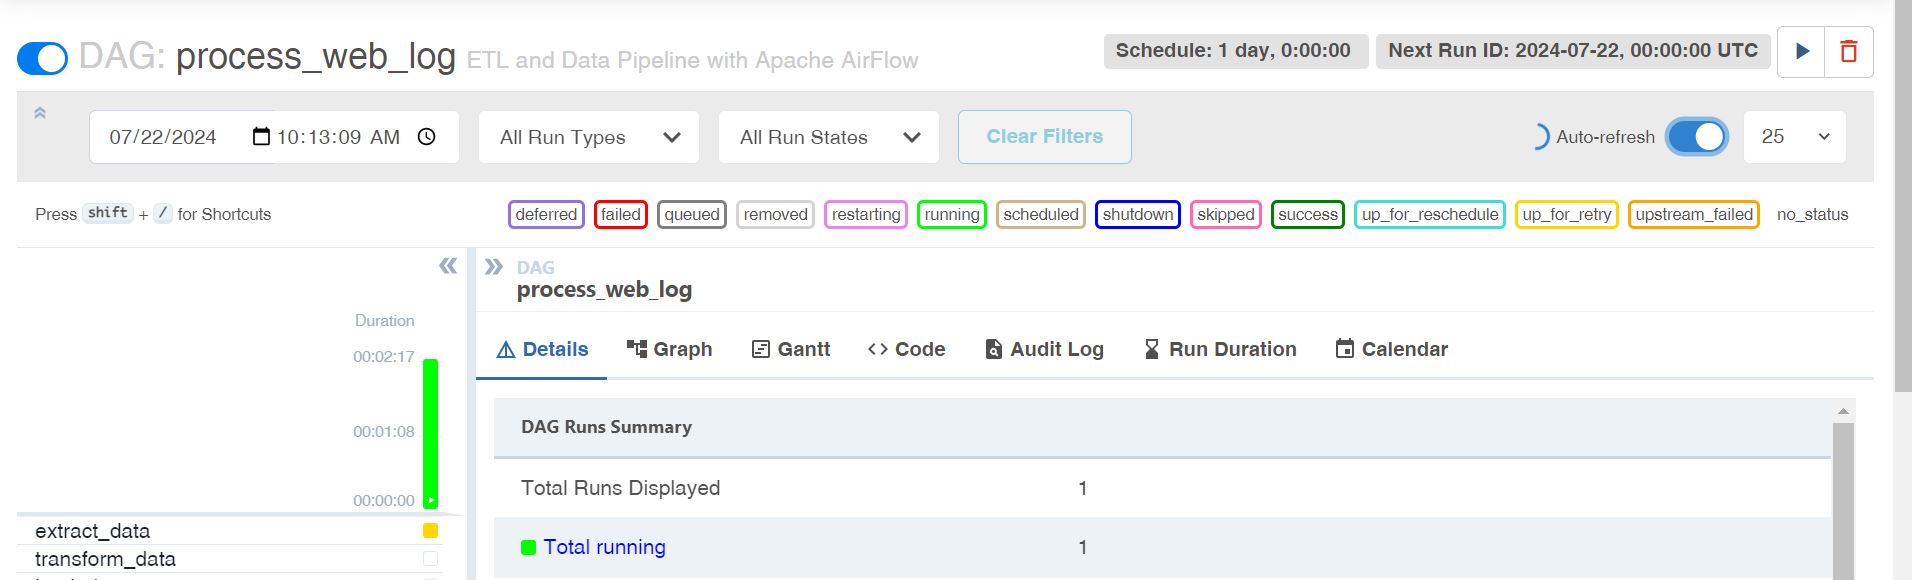 DAG: process_web_log ETL and Data Pipeline with Apache AirFlow
Schedule: 1 day, 0:00:00
Next Run ID: 2024-07-22, 00:00:00 UTC
07/22/2024 10:13:09 AM
All Run Types
All Run States
Clear Filters
Auto-refresh
25
Press shift + / for Shortcuts
deferred failed queued removed restarting running scheduled shutdown skipped success up_for_reschedule up_for_retry upstream_failed no_status
DAG
process_web_log
Duration
00:02:17
00:01:08
00:00:00
extract_data
transform_data
Details Graph Gantt Code Audit Log Run Duration Calendar
DAG Runs Summary
Total Runs Displayed 1
Total running 1